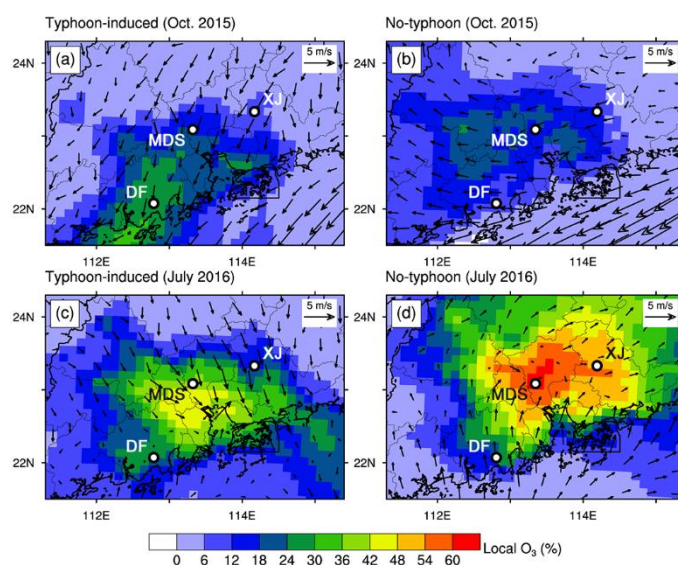 Typhoon-induced (Oct. 2015)
No-typhoon (Oct. 2015)
24N
(a)
5 m/s
XJ
MDS
DF
22N
112E
114E
(b)
5 m/s
XJ
MDS
DF
24N
22N
112E
114E
Typhoon-induced (July 2016)
No-typhoon (July 2016)
24N
(c)
5 m/s
XJ
MDS
DF
22N
112E
114E
(d)
5 m/s
XJ
MDS
DF
24N
22N
112E
114E
0 6 12 18 24 30 36 42 48 54 60 Local O₃ (%)